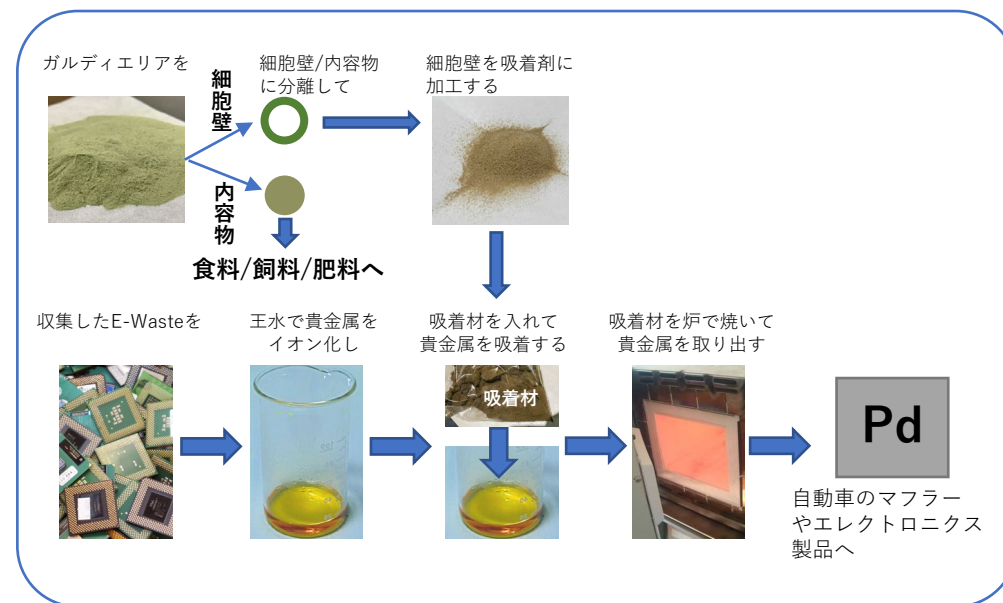 ガルディエリアを
細胞壁
細胞壁/内容物
に分離して
細胞壁を吸着剤に
加工する
内容物
食料/飼料/肥料へ
収集したE-Wasteを
王水で貴金属を
イオン化し
吸着材を入れて
貴金属を吸着する
吸着材
吸着材を炉で焼いて
貴金属を取り出す
Pd
自動車のマフラー
やエレクトロニクス
製品へ